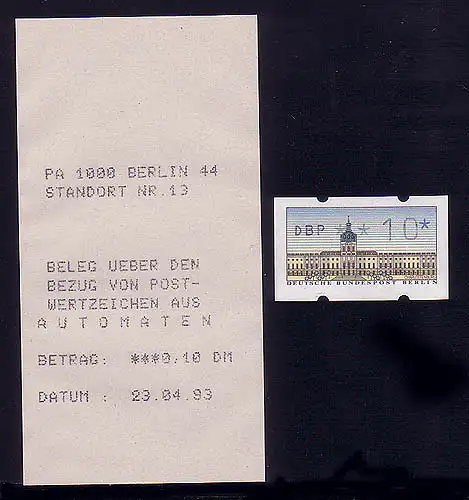 PA 1000 BERLIN 44
STANDORT NR.13
BELEG UEBER DEN
BEZUG VON POST-
WERTZEICHEN AUS
A U T O M A T E N
BETRAG: ***0.10 DM
DATUM : 23.04.93
DBP * * 10*
DEUTSCHE BUNDESPOST BERLIN